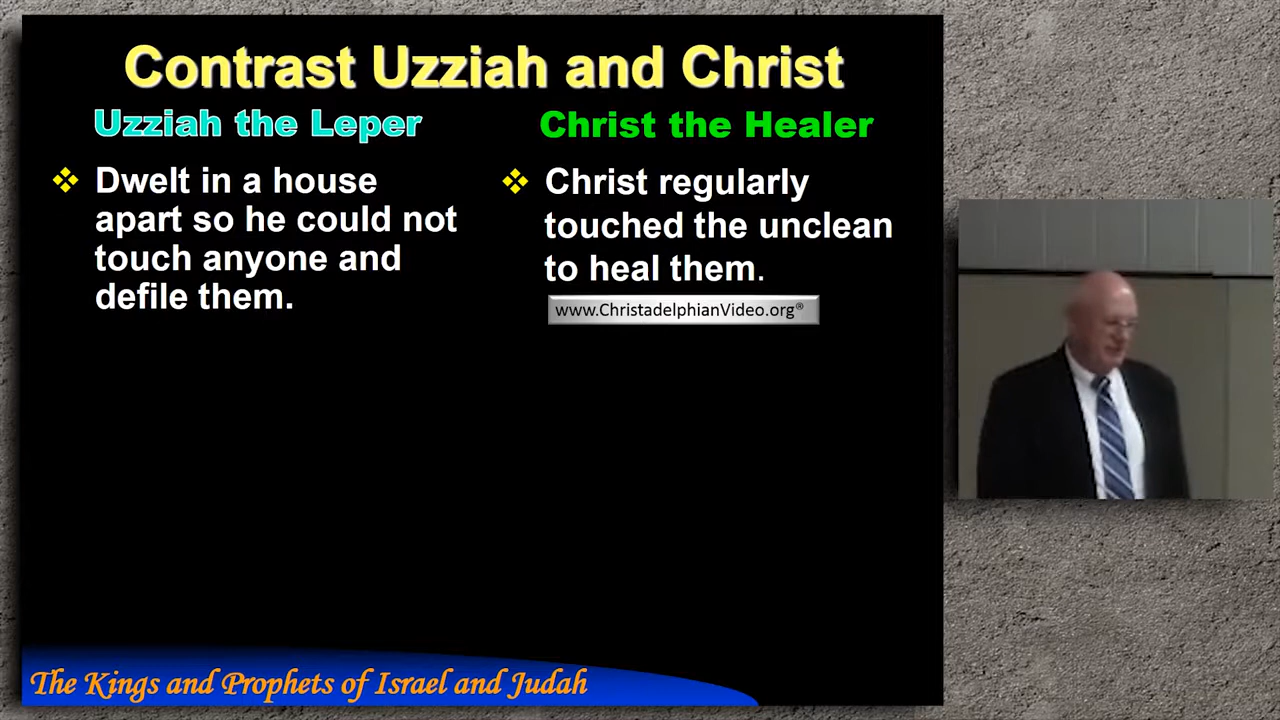 Contrast Uzziah and Christ
Uzziah the Leper
❖ Dwelt in a house
apart so he could not
touch anyone and
defile them.
Christ the Healer
❖ Christ regularly
touched the unclean
to heal them.
www.ChristadelphianVideo.org®
The Kings and Prophets of Israel and Judah